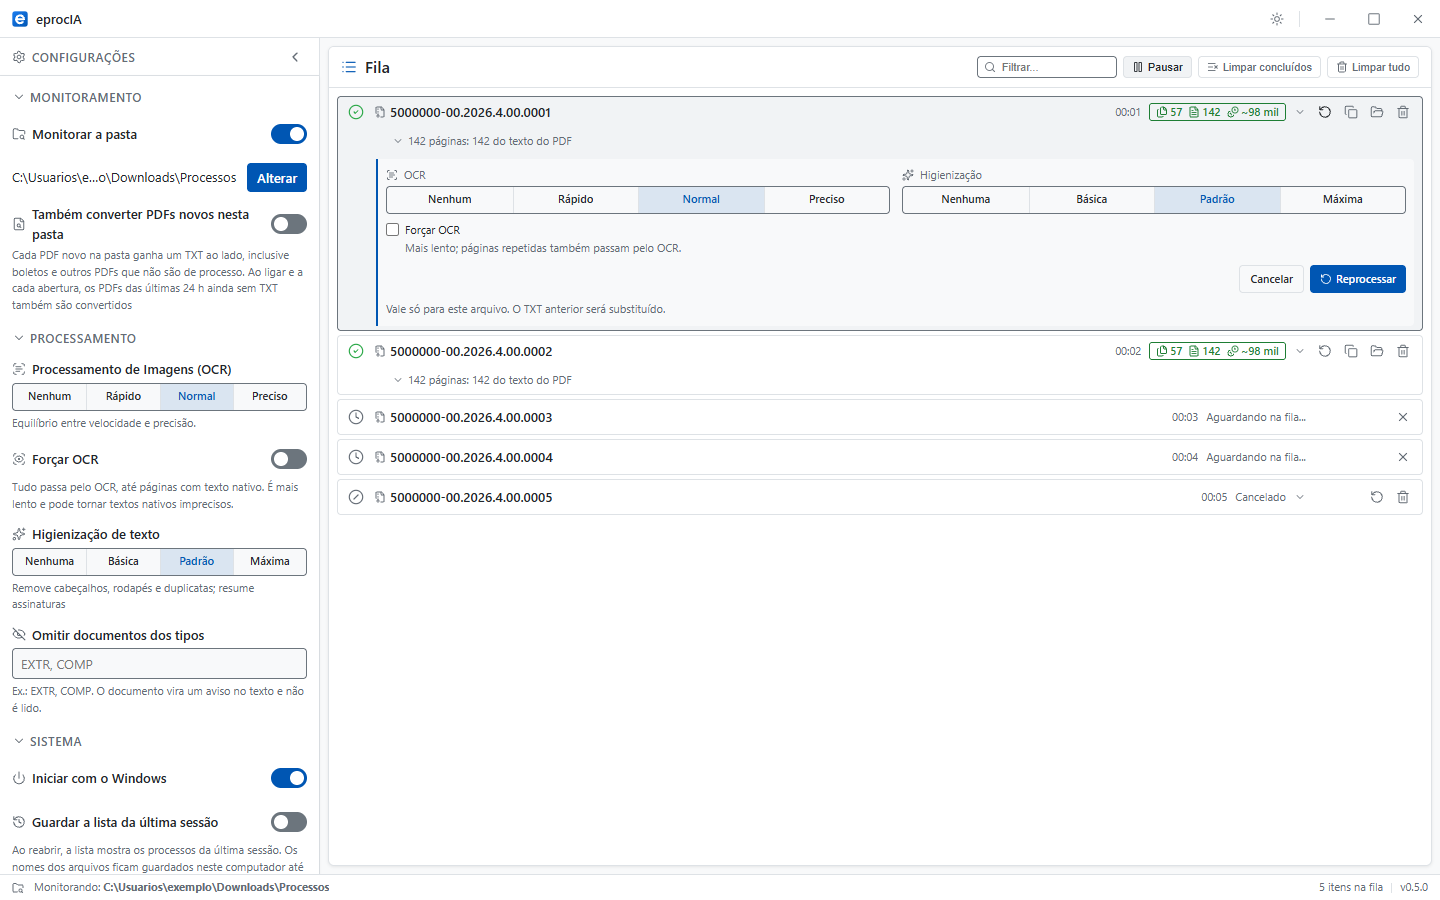 eprocIA
CONFIGURAÇÕES
MONITORAMENTO
Monitorar a pasta
C:\Usuarios\e...o\Downloads\Processos
Alterar
Também converter PDFs novos nesta
pasta
Cada PDF novo na pasta ganha um TXT ao lado, inclusive
boletos e outros PDFs que não são de processo. Ao ligar e a
cada abertura, os PDFs das últimas 24 h ainda sem TXT
também são convertidos
PROCESSAMENTO
Processamento de Imagens (OCR)
Nenhum Rápido Normal Preciso
Equilíbrio entre velocidade e precisão.
Forçar OCR
Tudo passa pelo OCR, até páginas com texto nativo. É mais
lento e pode tornar textos nativos imprecisos.
Higienização de texto
Nenhuma Básica Padrão Máxima
Remove cabeçalhos, rodapés e duplicatas; resume
assinaturas
Omitir documentos dos tipos
EXTR, COMP
Ex.: EXTR, COMP. O documento vira um aviso no texto e não
é lido.
SISTEMA
Iniciar com o Windows
Guardar a lista da última sessão
Ao reabrir, a lista mostra os processos da última sessão. Os
nomes dos arquivos ficam guardados neste computador até
Fila
Filtrar...
Pausar
Limpar concluídos
Limpar tudo
5000000-00.2026.4.00.0001 00:01 57 142 ~98 mil
142 páginas: 142 do texto do PDF
OCR
Nenhum Rápido Normal Preciso
Higienização
Nenhuma Básica Padrão Máxima
Forçar OCR
Mais lento; páginas repetidas também passam pelo OCR.
Cancelar Reprocessar
Vale só para este arquivo. O TXT anterior será substituído.
5000000-00.2026.4.00.0002 00:02 57 142 ~98 mil
142 páginas: 142 do texto do PDF
5000000-00.2026.4.00.0003 00:03 Aguardando na fila...
5000000-00.2026.4.00.0004 00:04 Aguardando na fila...
5000000-00.2026.4.00.0005 00:05 Cancelado
Monitorando: C:\Usuarios\exemplo\Downloads\Processos
5 itens na fila v0.5.0